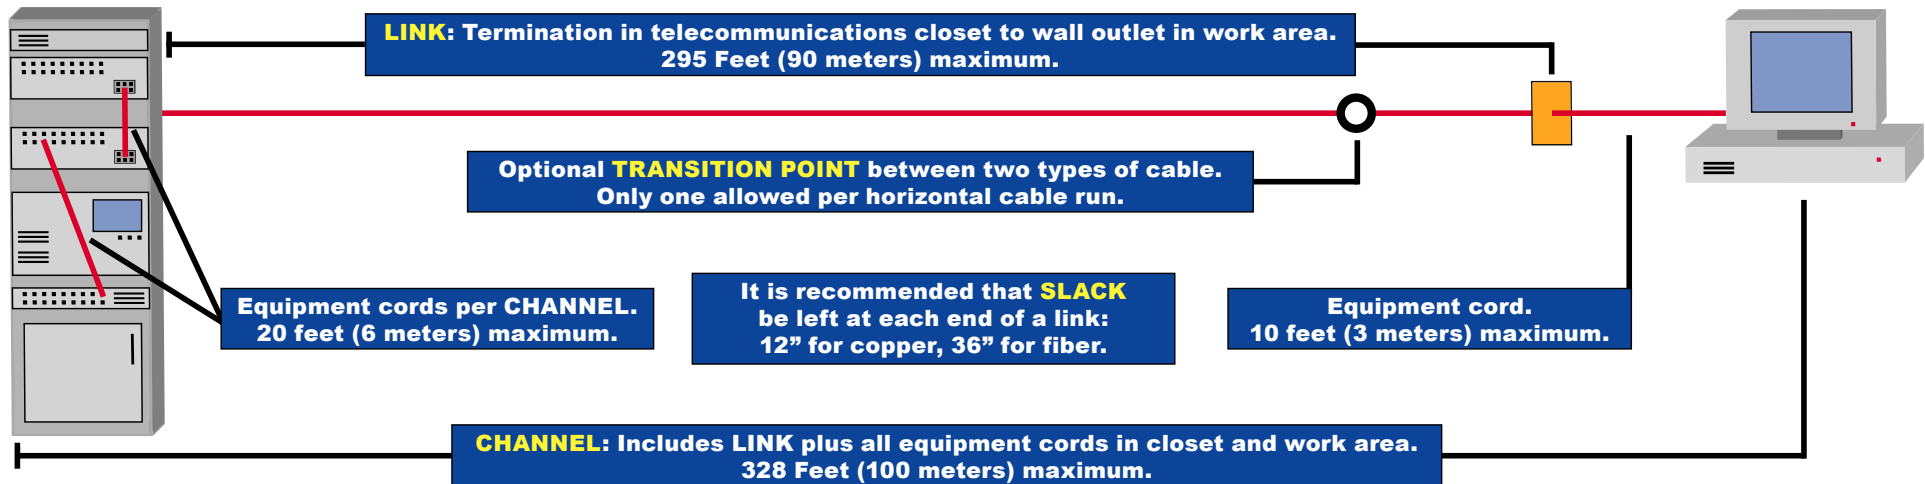 LINK: Termination in telecommunications closet to wall outlet in work area.
295 Feet (90 meters) maximum.
Optional TRANSITION POINT between two types of cable.
Only one allowed per horizontal cable run.
Equipment cords per CHANNEL.
20 feet (6 meters) maximum.
It is recommended that SLACK
be left at each end of a link:
12” for copper, 36” for fiber.
Equipment cord.
10 feet (3 meters) maximum.
CHANNEL: Includes LINK plus all equipment cords in closet and work area.
328 Feet (100 meters) maximum.